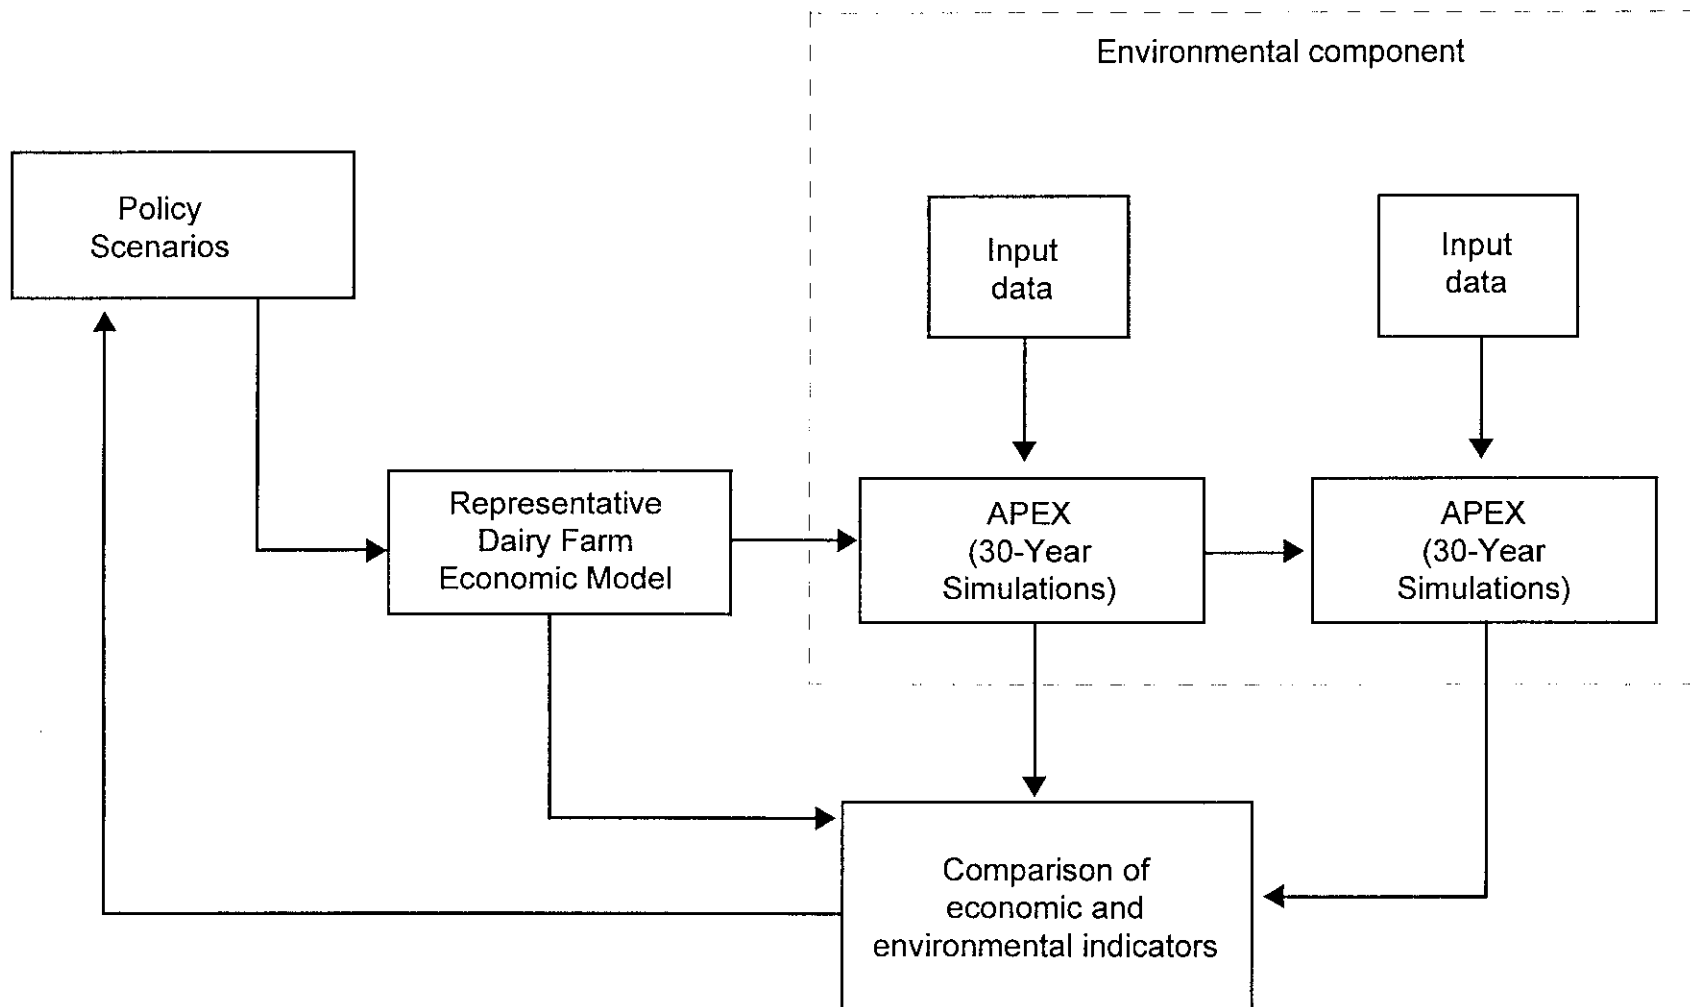 Environmental component
Policy
Scenarios
Input
data
Input
data
Representative
Dairy Farm
Economic Model
APEX
(30-Year
Simulations)
APEX
(30-Year
Simulations)
Comparison of
economic and
environmental indicators